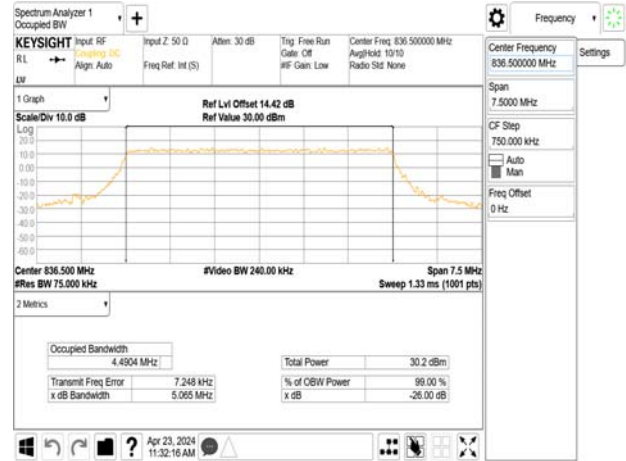 Spectrum Analyzer 1
Occupied BW
+
Frequency
KEYSIGHT
RL
Input: RF
Coupling: DC
Align: Auto
Input Z: 50 Ω
Freq Ref: Int (S)
Atten: 30 dB
Trig: Free Run
Gate: Off
#IF Gain: Low
Center Freq: 836.500000 MHz
Avg|Hold: 10/10
Radio Std: None
Center Frequency
836.500000 MHz
Settings
Span
7.5000 MHz
CF Step
750.000 kHz
Auto
Man
Freq Offset
0 Hz
1 Graph
Scale/Div 10.0 dB
Ref Lvl Offset 14.42 dB
Ref Value 30.00 dBm
Log
20.0
10.0
0.00
-10.0
-20.0
-30.0
-40.0
-50.0
-60.0
Center 836.500 MHz
#Res BW 75.000 kHz
#Video BW 240.00 kHz
Span 7.5 MHz
Sweep 1.33 ms (1001 pts)
2 Metrics
Occupied Bandwidth
4.4904 MHz
Transmit Freq Error 7.248 kHz
x dB Bandwidth 5.065 MHz
Total Power 30.2 dBm
% of OBW Power 99.00 %
x dB -26.00 dB
?
Apr 23, 2024
11:32:16 AM